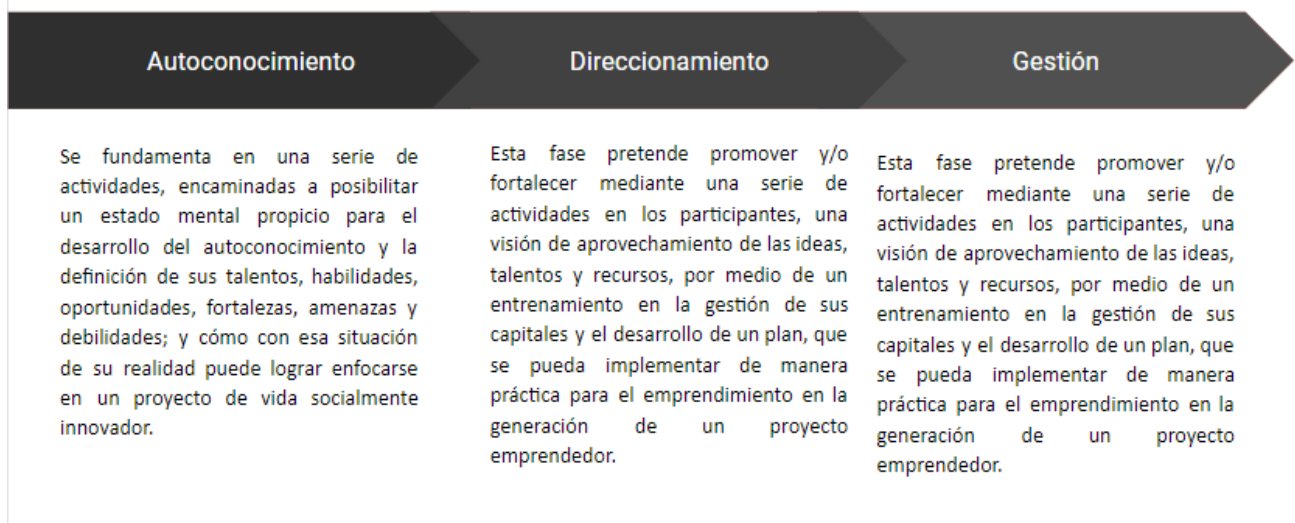 Autoconocimiento
Direccionamiento
Gestión
Se fundamenta en una serie de
actividades, encaminadas a posibilitar
un estado mental propicio para el
desarrollo del autoconocimiento y la
definición de sus talentos, habilidades,
oportunidades, fortalezas, amenazas y
debilidades; y cómo con esa situación
de su realidad puede lograr enfocarse
en un proyecto de vida socialmente
innovador.
Esta fase pretende promover y/o
fortalecer mediante una serie de
actividades en los participantes, una
visión de aprovechamiento de las ideas,
talentos y recursos, por medio de un
entrenamiento en la gestión de sus
capitales y el desarrollo de un plan, que
se pueda implementar de manera
práctica para el emprendimiento en la
generación de un proyecto
emprendedor.
Esta fase pretende promover y/o
fortalecer mediante una serie de
actividades en los participantes, una
visión de aprovechamiento de las ideas,
talentos y recursos, por medio de un
entrenamiento en la gestión de sus
capitales y el desarrollo de un plan, que
se pueda implementar de manera
práctica para el emprendimiento en la
generación de un proyecto
emprendedor.